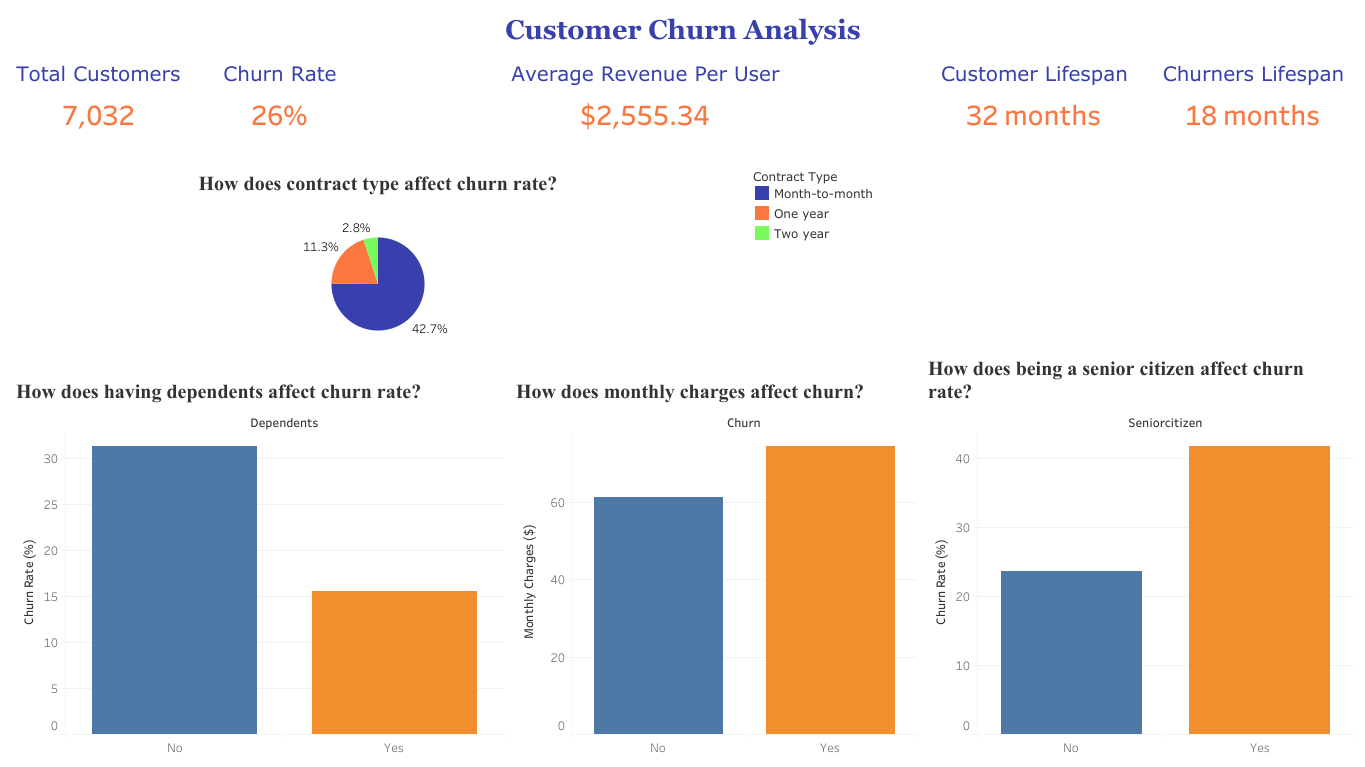 Customer Churn Analysis
Total Customers
7,032
Churn Rate
26%
Average Revenue Per User
$2,555.34
Customer Lifespan
32 months
Churners Lifespan
18 months
How does contract type affect churn rate?
2.8%
11.3%
42.7%
Contract Type
Month-to-month
One year
Two year
How does having dependents affect churn rate?
Dependents
Churn Rate (%)
30
25
20
15
10
5
0
No
Yes
How does monthly charges affect churn?
Churn
Monthly Charges ($)
60
40
20
0
No
Yes
How does being a senior citizen affect churn
rate?
Seniorcitizen
Churn Rate (%)
40
30
20
10
0
No
Yes